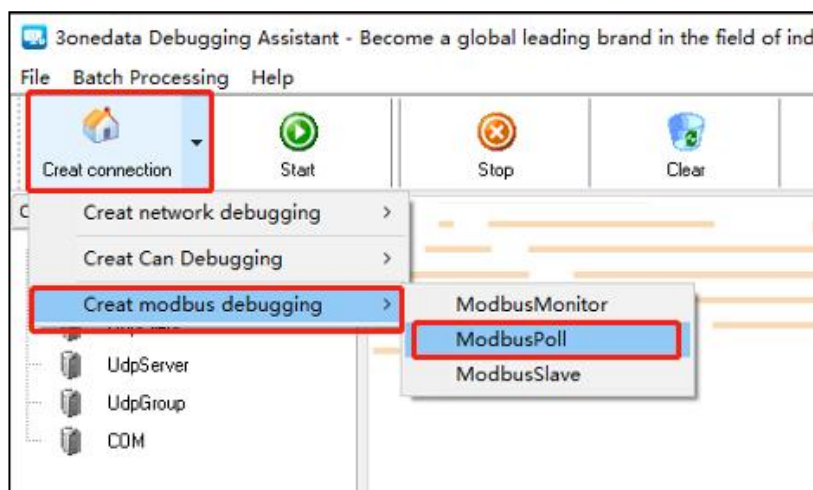 3onedata Debugging Assistant - Become a global leading brand in the field of ind
File Batch Processing Help
Creat connection Start Stop Clear
Creat network debugging
Creat Can Debugging
Creat modbus debugging
ModbusMonitor
ModbusPoll
ModbusSlave
UdpServer
UdpGroup
COM